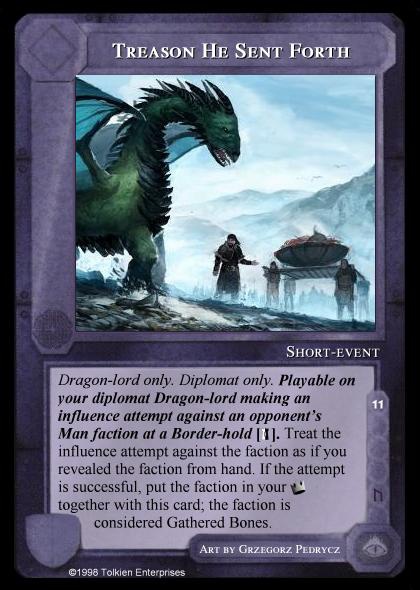 Treason He Sent Forth
Short-event
Dragon-lord only. Diplomat only. Playable on
your diplomat Dragon-lord making an
influence attempt against an opponent's
Man faction at a Border-hold [ ]. Treat the
influence attempt against the faction as if you
revealed the faction from hand. If the attempt
is successful, put the faction in your
together with this card; the faction is
considered Gathered Bones.
11
Art by Grzegorz Pedrycz
©1998 Tolkien Enterprises